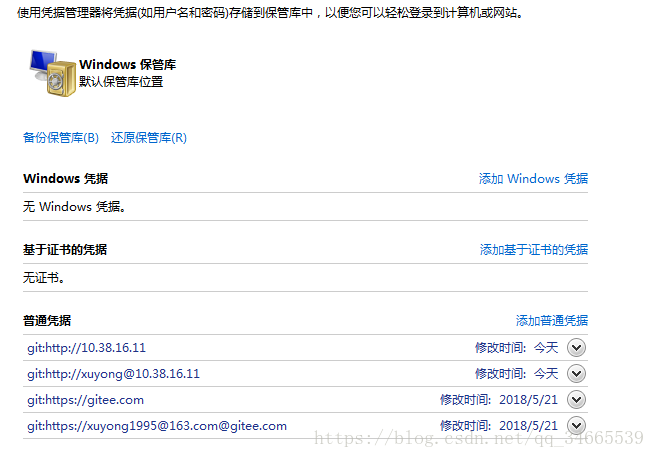 使用凭据管理器将凭据(如用户名和密码)存储到保管库中，以便您可以轻松登录到计算机或网站。
Windows 保管库
默认保管库位置
备份保管库(B) 还原保管库(R)
Windows 凭据 添加 Windows 凭据
无 Windows 凭据。
基于证书的凭据 添加基于证书的凭据
无证书。
普通凭据 添加普通凭据
git:http://10.38.16.11 修改时间: 今天
git:http://xuyong@10.38.16.11 修改时间: 今天
git:https://gitee.com 修改时间: 2018/5/21
git:https://xuyong1995@163.com@gitee.com 修改时间: 2018/5/21
https://blog.csdn.net/qq_34665539